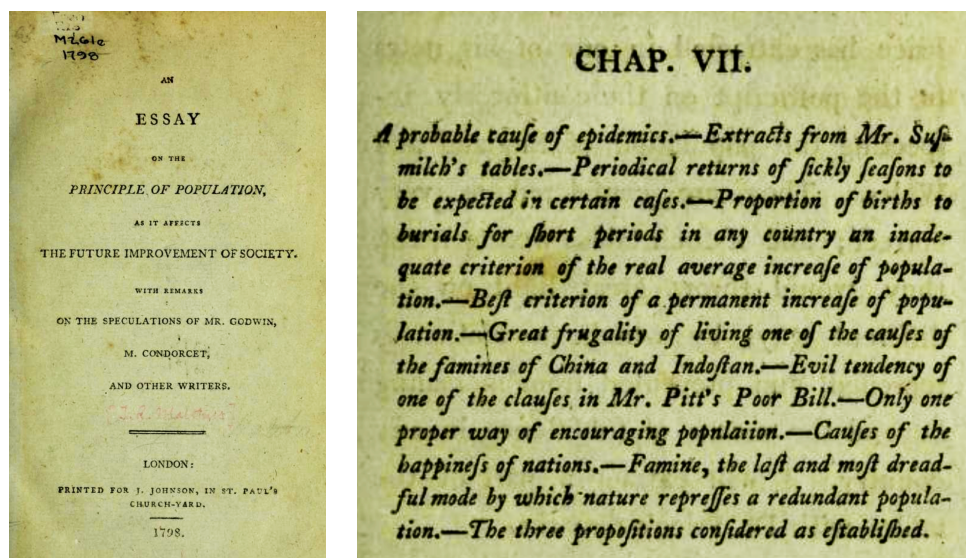 M261e
1798
AN
ESSAY
ON THE
PRINCIPLE OF POPULATION,
AS IT AFFECTS
THE FUTURE IMPROVEMENT OF SOCIETY.
WITH REMARKS
ON THE SPECULATIONS OF MR. GODWIN,
M. CONDORCET,
AND OTHER WRITERS.
[T. R. Malthus]
LONDON:
PRINTED FOR J. JOHNSON, IN ST. PAUL'S
CHURCH-YARD.
1798.
CHAP. VII.
A probable cauſe of epidemics.—Extracts from Mr. Suſ-
milch's tables.—Periodical returns of ſickly ſeaſons to
be expected in certain caſes.—Proportion of births to
burials for ſhort periods in any country an inade-
quate criterion of the real average increaſe of popula-
tion.—Beſt criterion of a permanent increaſe of popu-
lation.—Great frugality of living one of the cauſes of
the famines of China and Indoſtan.—Evil tendency of
one of the clauſes in Mr. Pitt's Poor Bill.—Only one
proper way of encouraging popnlaiion.—Cauſes of the
happineſs of nations.—Famine, the laſt and moſt dread-
ful mode by which nature repreſſes a redundant popula-
tion.—The three propoſitions conſidered as eſtabliſhed.